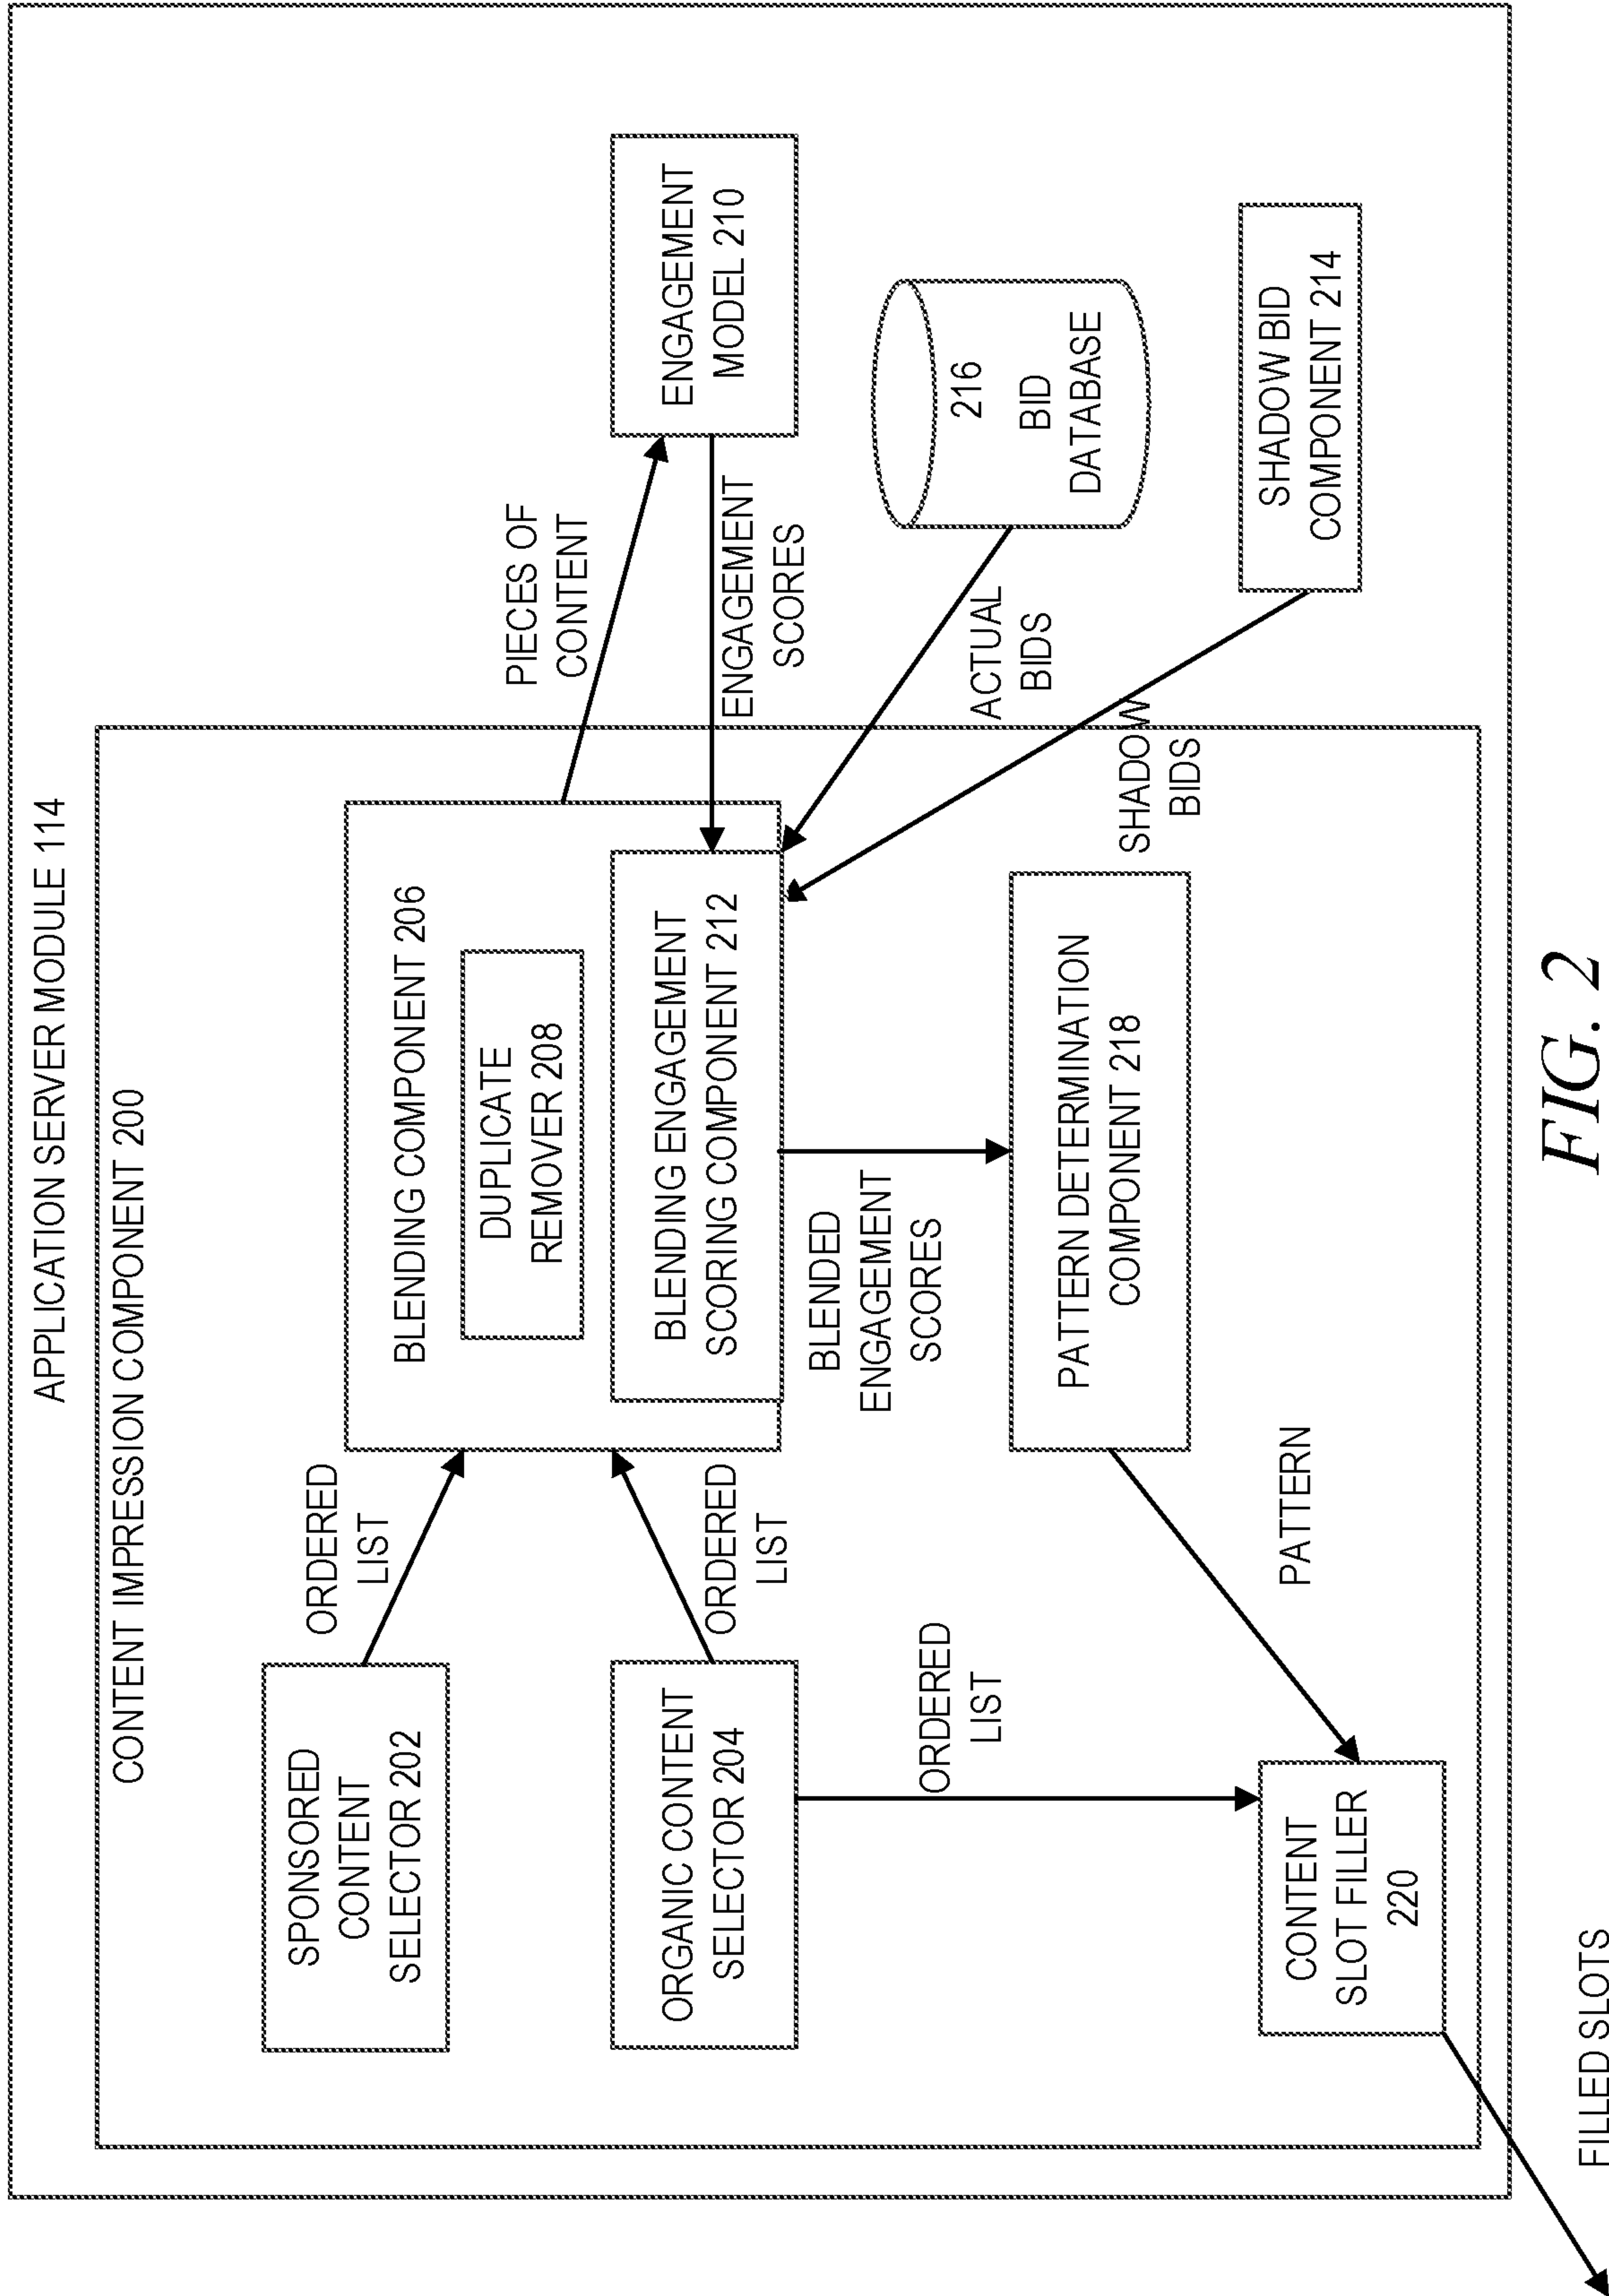 APPLICATION SERVER MODULE 114
CONTENT IMPRESSION COMPONENT 200
SPONSORED
CONTENT
SELECTOR 202
ORDERED
LIST
BLENDING COMPONENT 206
DUPLICATE
REMOVER 208
PIECES OF
CONTENT
ENGAGEMENT
MODEL 210
ORGANIC CONTENT
SELECTOR 204
ORDERED
LIST
BLENDING ENGAGEMENT
SCORING COMPONENT 212
ENGAGEMENT
SCORES
216
BID
DATABASE
ACTUAL
BIDS
BLENDED
ENGAGEMENT
SCORES
ORDERED
LIST
PATTERN DETERMINATION
COMPONENT 218
SHADOW
BIDS
SHADOW BID
COMPONENT 214
PATTERN
CONTENT
SLOT FILLER
220
FILLED SLOTS
FIG. 2